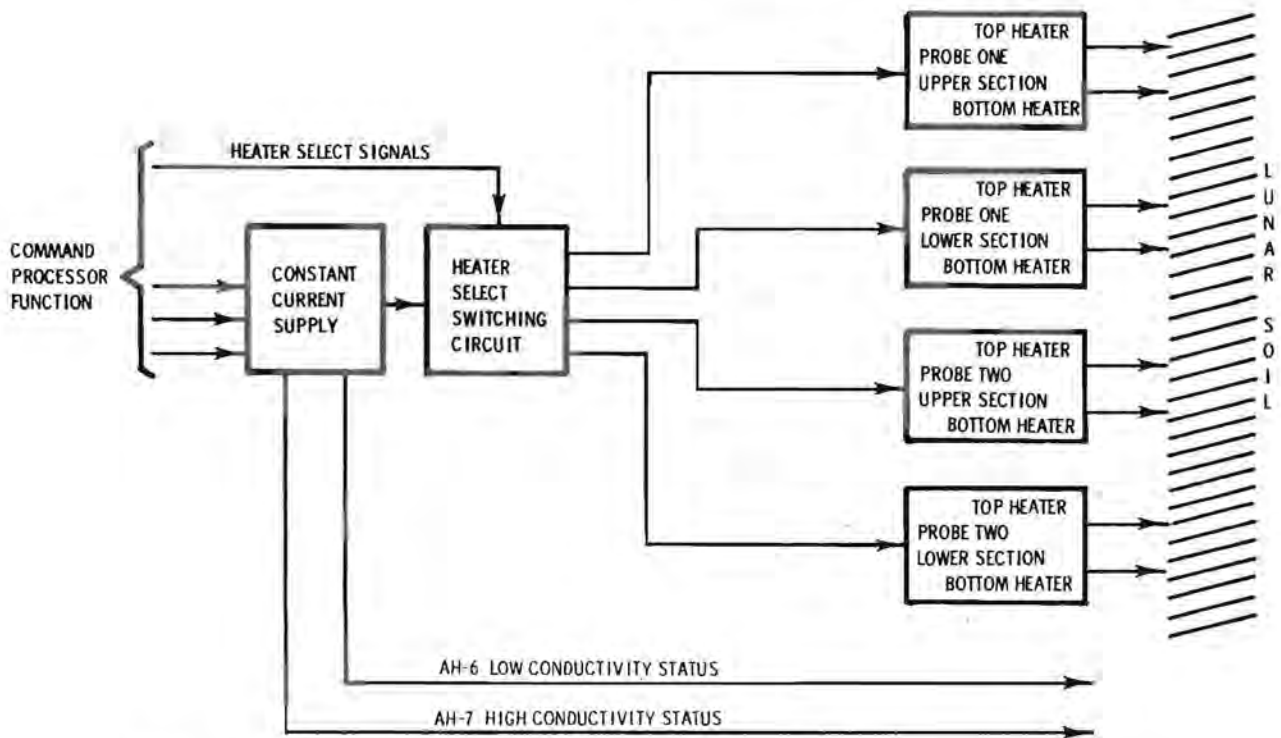 COMMAND
PROCESSOR
FUNCTION
HEATER SELECT SIGNALS
CONSTANT
CURRENT
SUPPLY
HEATER
SELECT
SWITCHING
CIRCUIT
TOP HEATER
PROBE ONE
UPPER SECTION
BOTTOM HEATER
TOP HEATER
PROBE ONE
LOWER SECTION
BOTTOM HEATER
TOP HEATER
PROBE TWO
UPPER SECTION
BOTTOM HEATER
TOP HEATER
PROBE TWO
LOWER SECTION
BOTTOM HEATER
LUNAR SOIL
AH-6 LOW CONDUCTIVITY STATUS
AH-7 HIGH CONDUCTIVITY STATUS